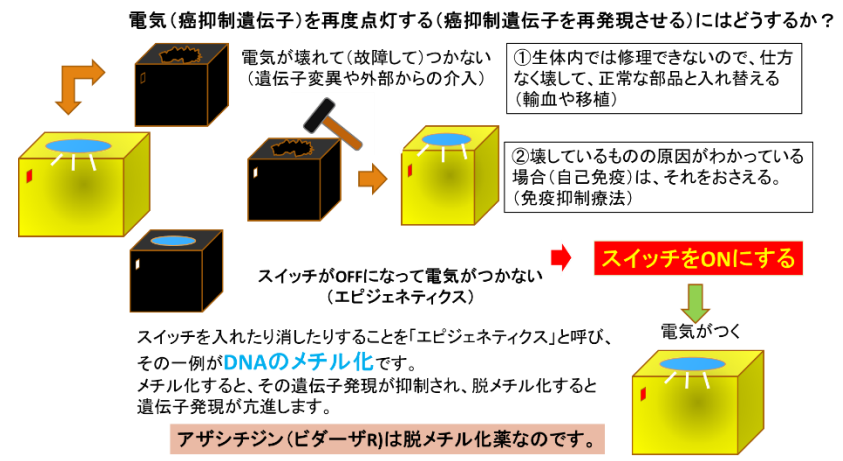 電気（癌抑制遺伝子）を再度点灯する（癌抑制遺伝子を再発現させる）にはどうするか？
電気が壊れて（故障して）つかない
（遺伝子変異や外部からの介入）
①生体内では修理できないので、仕方
なく壊して、正常な部品と入れ替える
（輸血や移植）
②壊しているものの原因がわかっている
場合（自己免疫）は、それをおさえる。
（免疫抑制療法）
スイッチがOFFになって電気がつかない
（エピジェネティクス）
スイッチをONにする
電気がつく
スイッチを入れたり消したりすることを「エピジェネティクス」と呼び、
その一例がDNAのメチル化です。
メチル化すると、その遺伝子発現が抑制され、脱メチル化すると
遺伝子発現が亢進します。
アザシチジン（ビダーザR)は脱メチル化薬なのです。